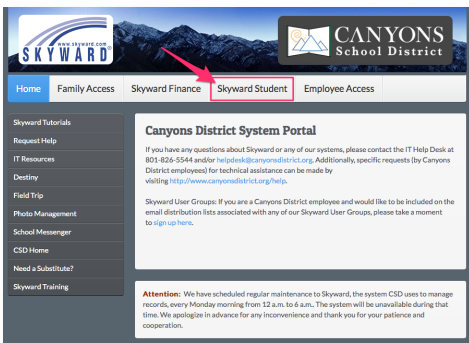 www.skyward.com
SKYWARD
CANYONS
School District
Home Family Access Skyward Finance Skyward Student Employee Access
Skyward Tutorials
Request Help
IT Resources
Destiny
Field Trip
Photo Management
School Messenger
CSD Home
Need a Substitute?
Skyward Training
Canyons District System Portal
If you have any questions about Skyward or any of our systems, please contact the IT Help Desk at
801-826-5544 and/or helpdesk@canyonsdistrict.org. Additionally, specific requests (by Canyons
District employees) for technical assistance can be made by
visiting http://www.canyonsdistrict.org/help.
Skyward User Groups: If you are a Canyons District employee and would like to be included on the
email distribution lists associated with any of our Skyward User Groups, please take a moment
to sign up here.
Attention: We have scheduled regular maintenance to Skyward, the system CSD uses to manage
records, every Monday morning from 12 a.m. to 6 a.m.. The system will be unavailable during that
time. We apologize in advance for any inconvenience and thank you for your patience and
cooperation.